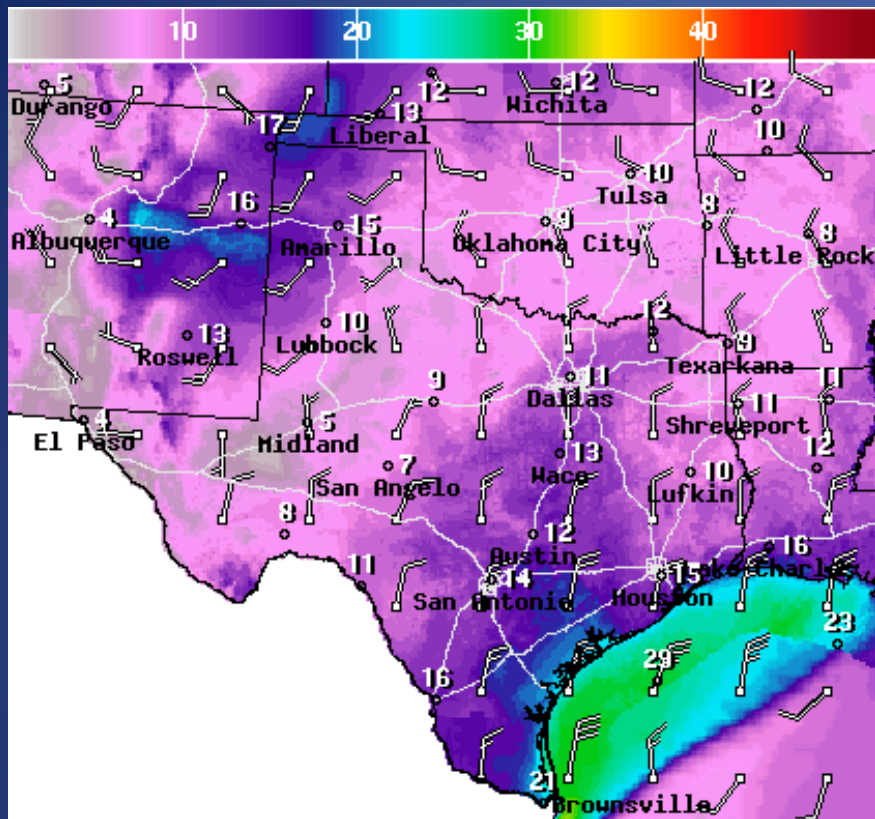 10 20 30 40
5 12 12 12
Durango Wichita
13
Liberal
17 10
10
Tulsa
4 16 15 9 8 8
Albuquerque Amarillo Oklahoma City Little Rock
13 10 12
Roswell Lubbock Texarkana
9
9 11 11 11
Dallas
4 5 Shreveport
El Paso Midland
7 13 10 12
San Angelo Waco Lufkin
8 12
Austin 16
11 14 15 Lake Charles
San Antonio Houston
23
16 29
21
Brownsville